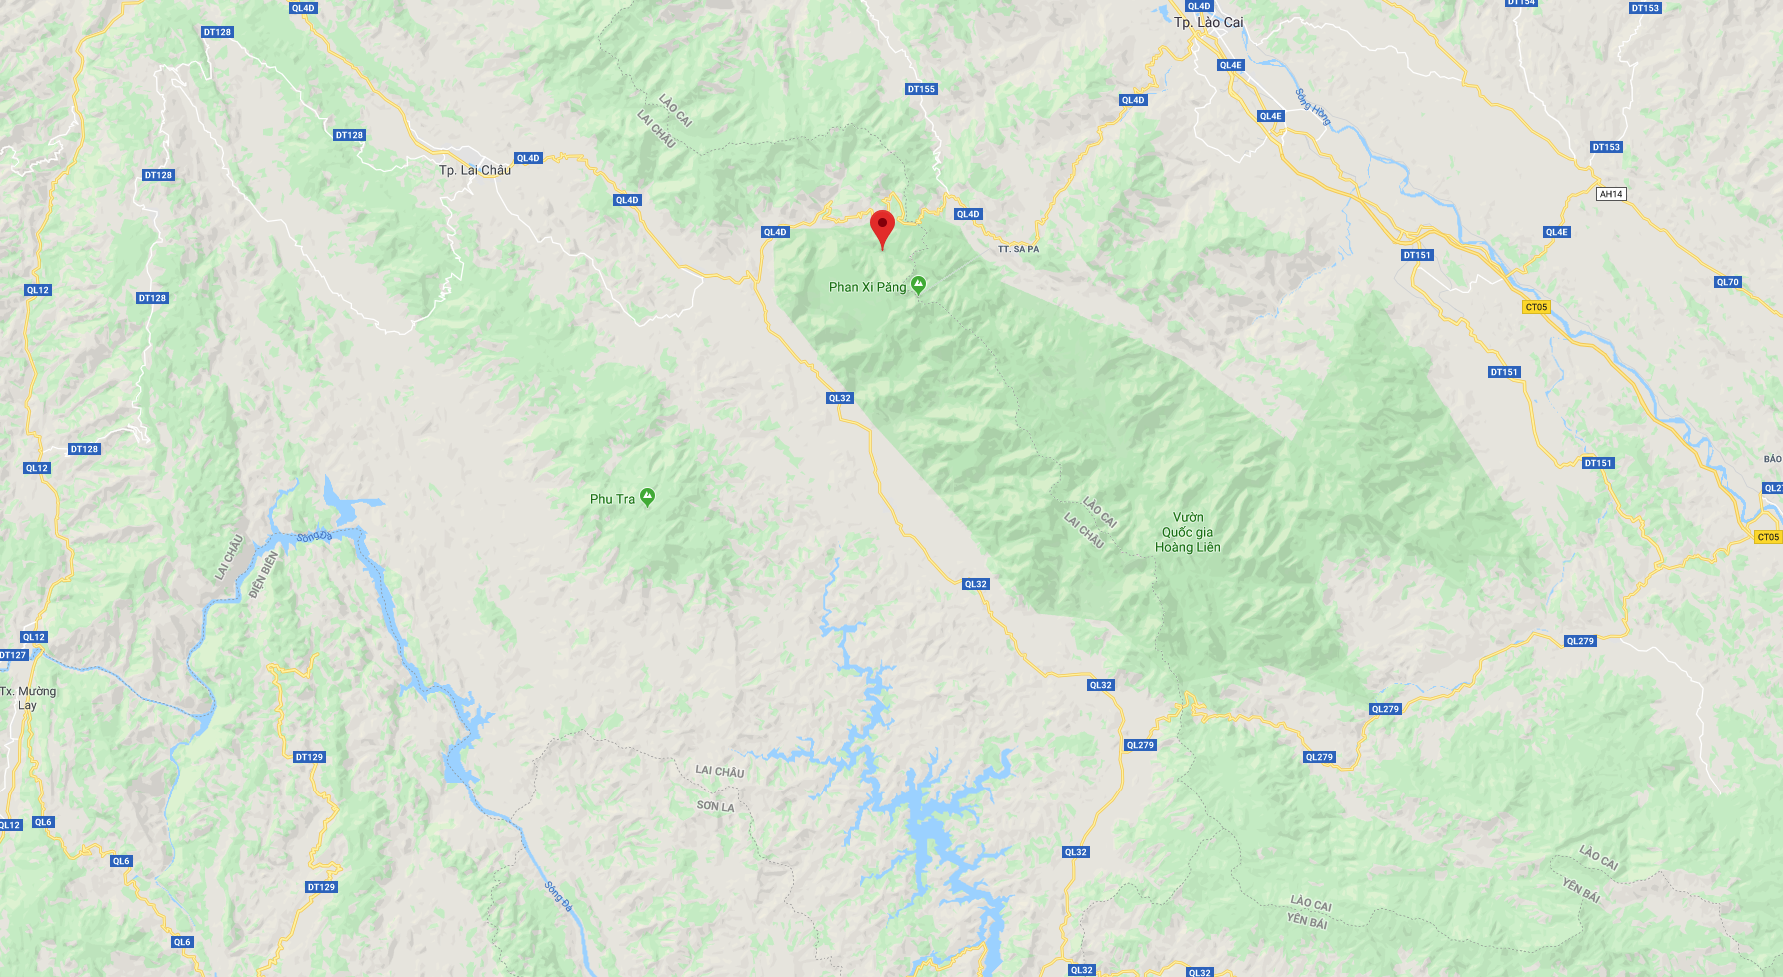 QL4D
DT128
QL4D
Tp. Lào Cai
DT154
DT153
QL4E
DT155
QL4D
QL4E
Sông Hồng
LÀO CAI
LAI CHÂU
DT128
DT153
QL4D
Tp. Lai Châu
DT128
AH14
QL4D
QL4D
QL4D
QL4E
TT. SA PA
DT151
QL70
Phan Xi Păng
QL12
DT128
CT05
DT151
QL32
DT128
QL12
DT151
BẢO
QL27
Phu Tra
LÀO CAI
LAI CHÂU
Vườn
Quốc gia
Hoàng Liên
Sông Đà
CT05
LAI CHÂU
ĐIỆN BIÊN
QL32
QL12
QL279
DT127
Tx. Mường
Lay
QL32
QL279
QL279
DT129
QL279
LAI CHÂU
SƠN LA
QL12
QL6
QL32
QL6
LÀO CAI
YÊN BÁI
DT129
Sông Đà
LÀO CAI
YÊN BÁI
QL6
QL32
QL32